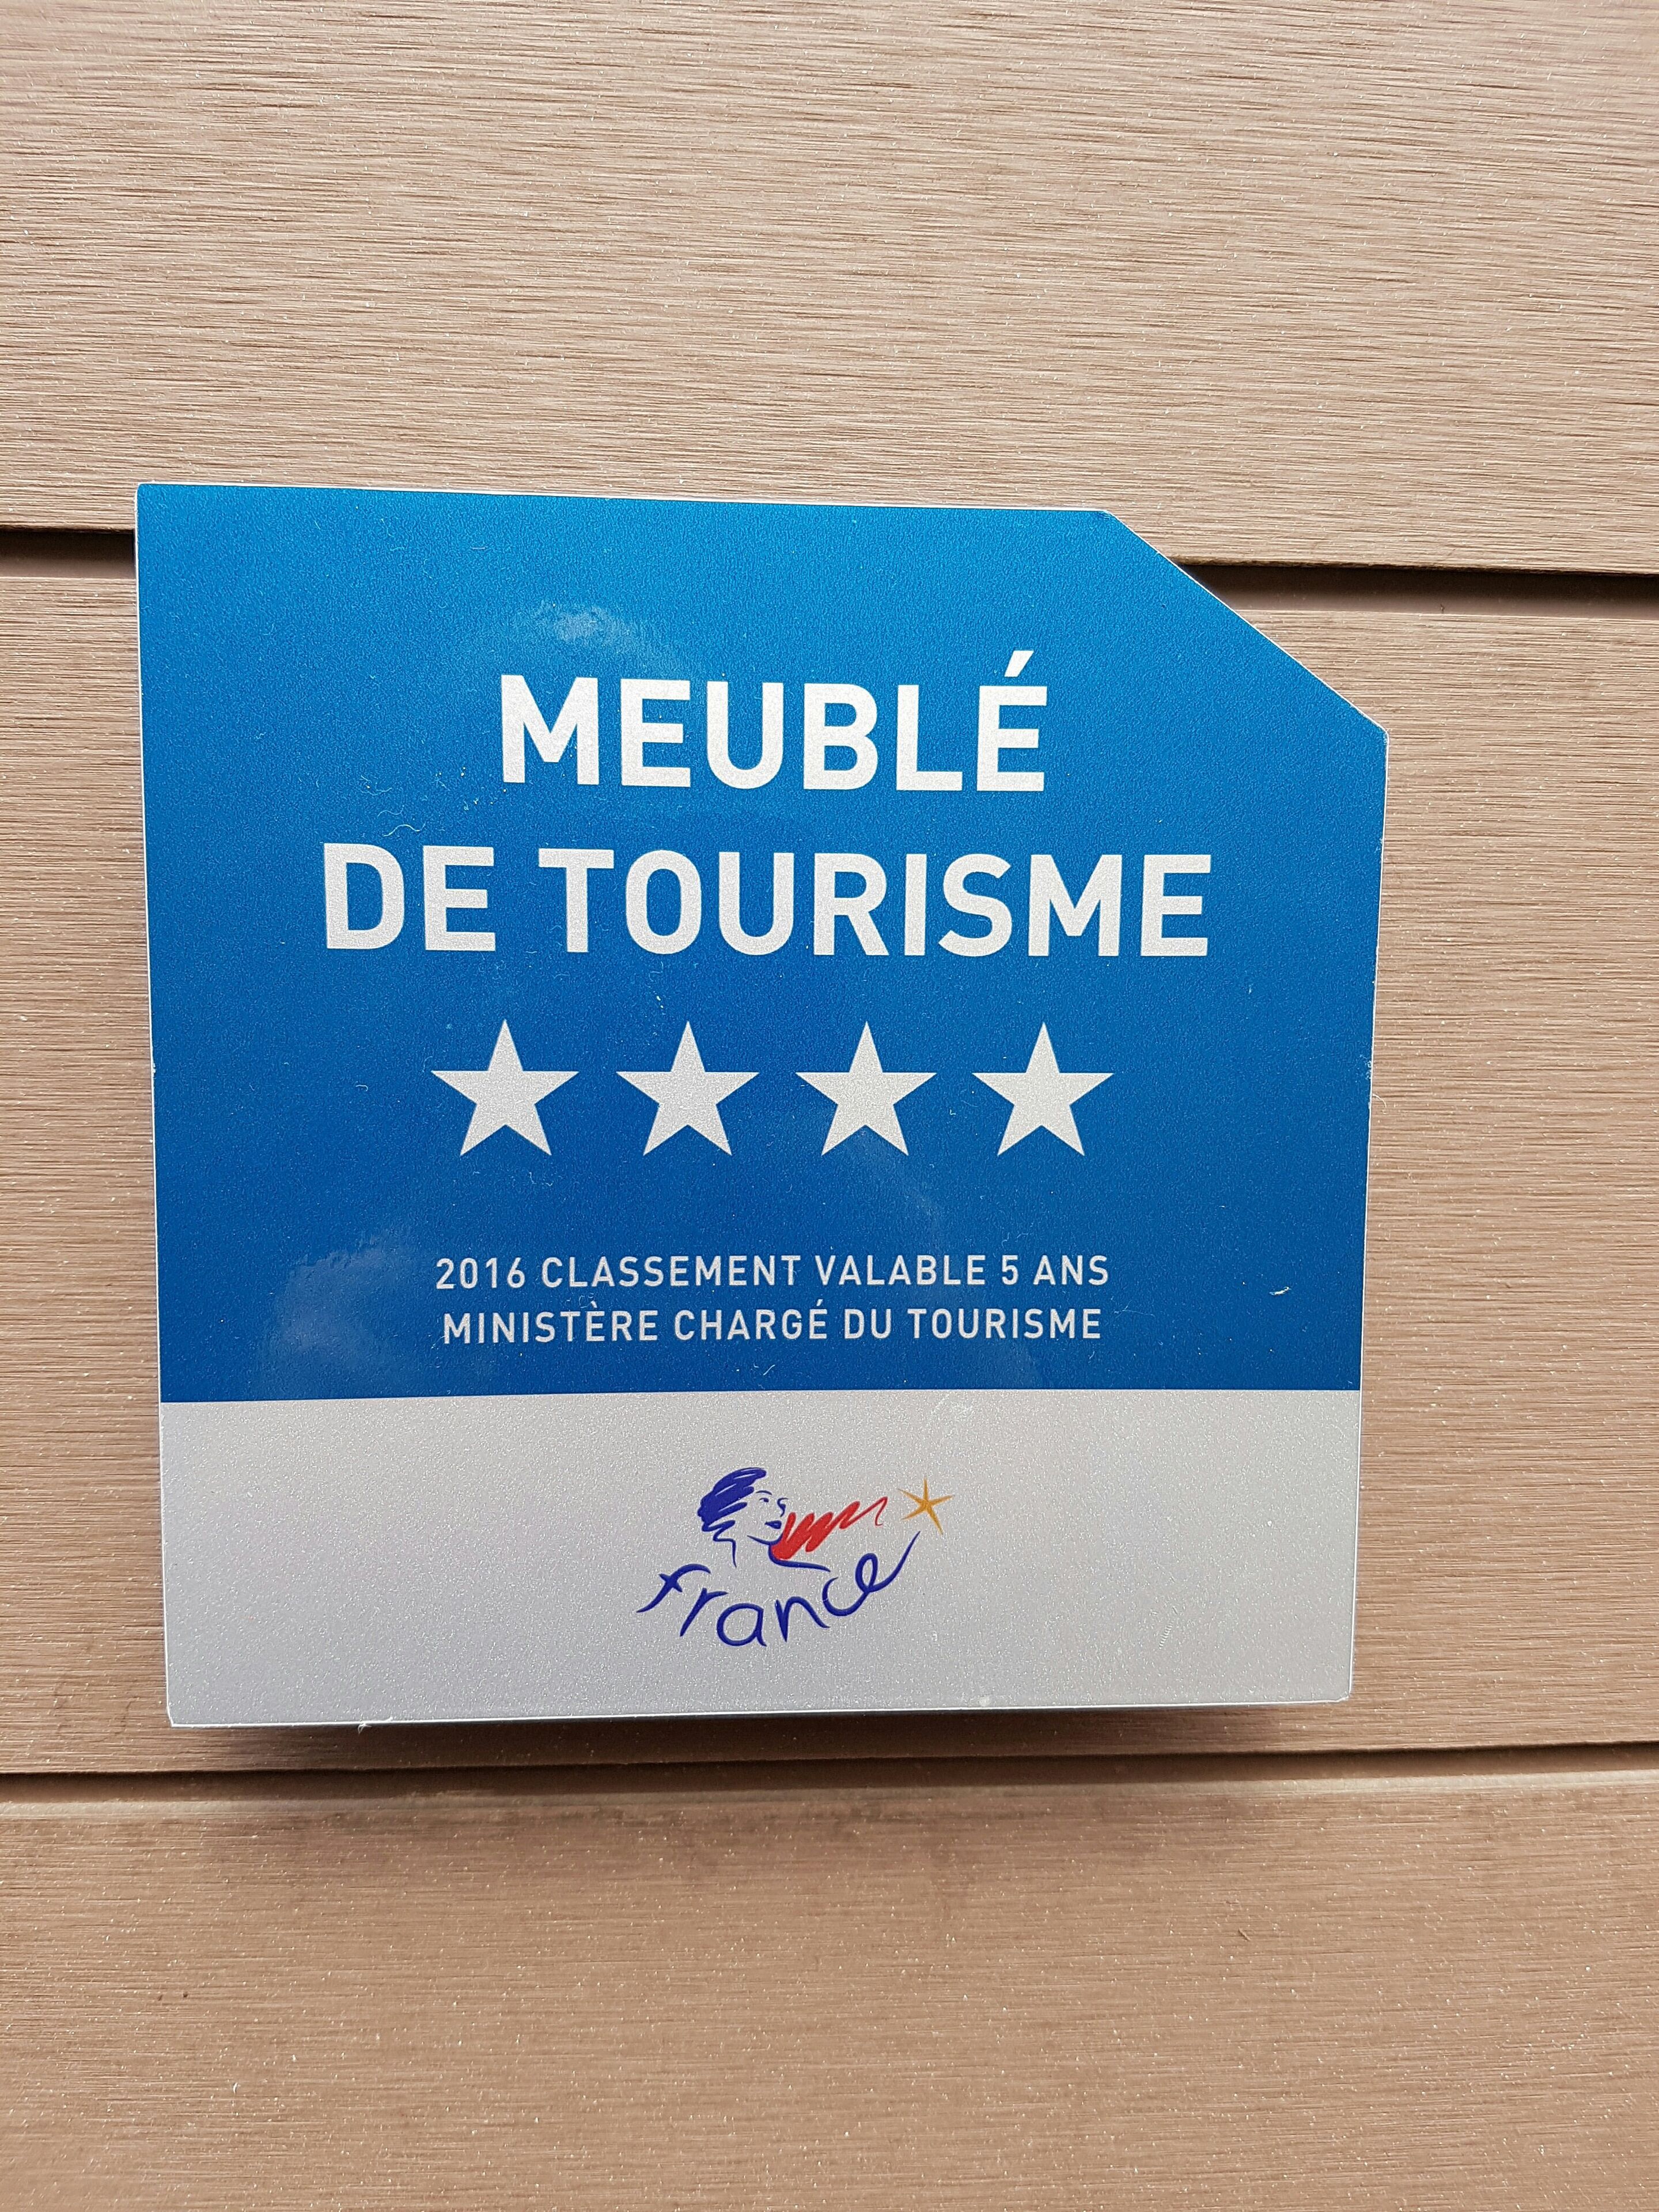 MEUBLÉ
DE TOURISME
2016 CLASSEMENT VALABLE 5 ANS
MINISTÈRE CHARGÉ DU TOURISME
france